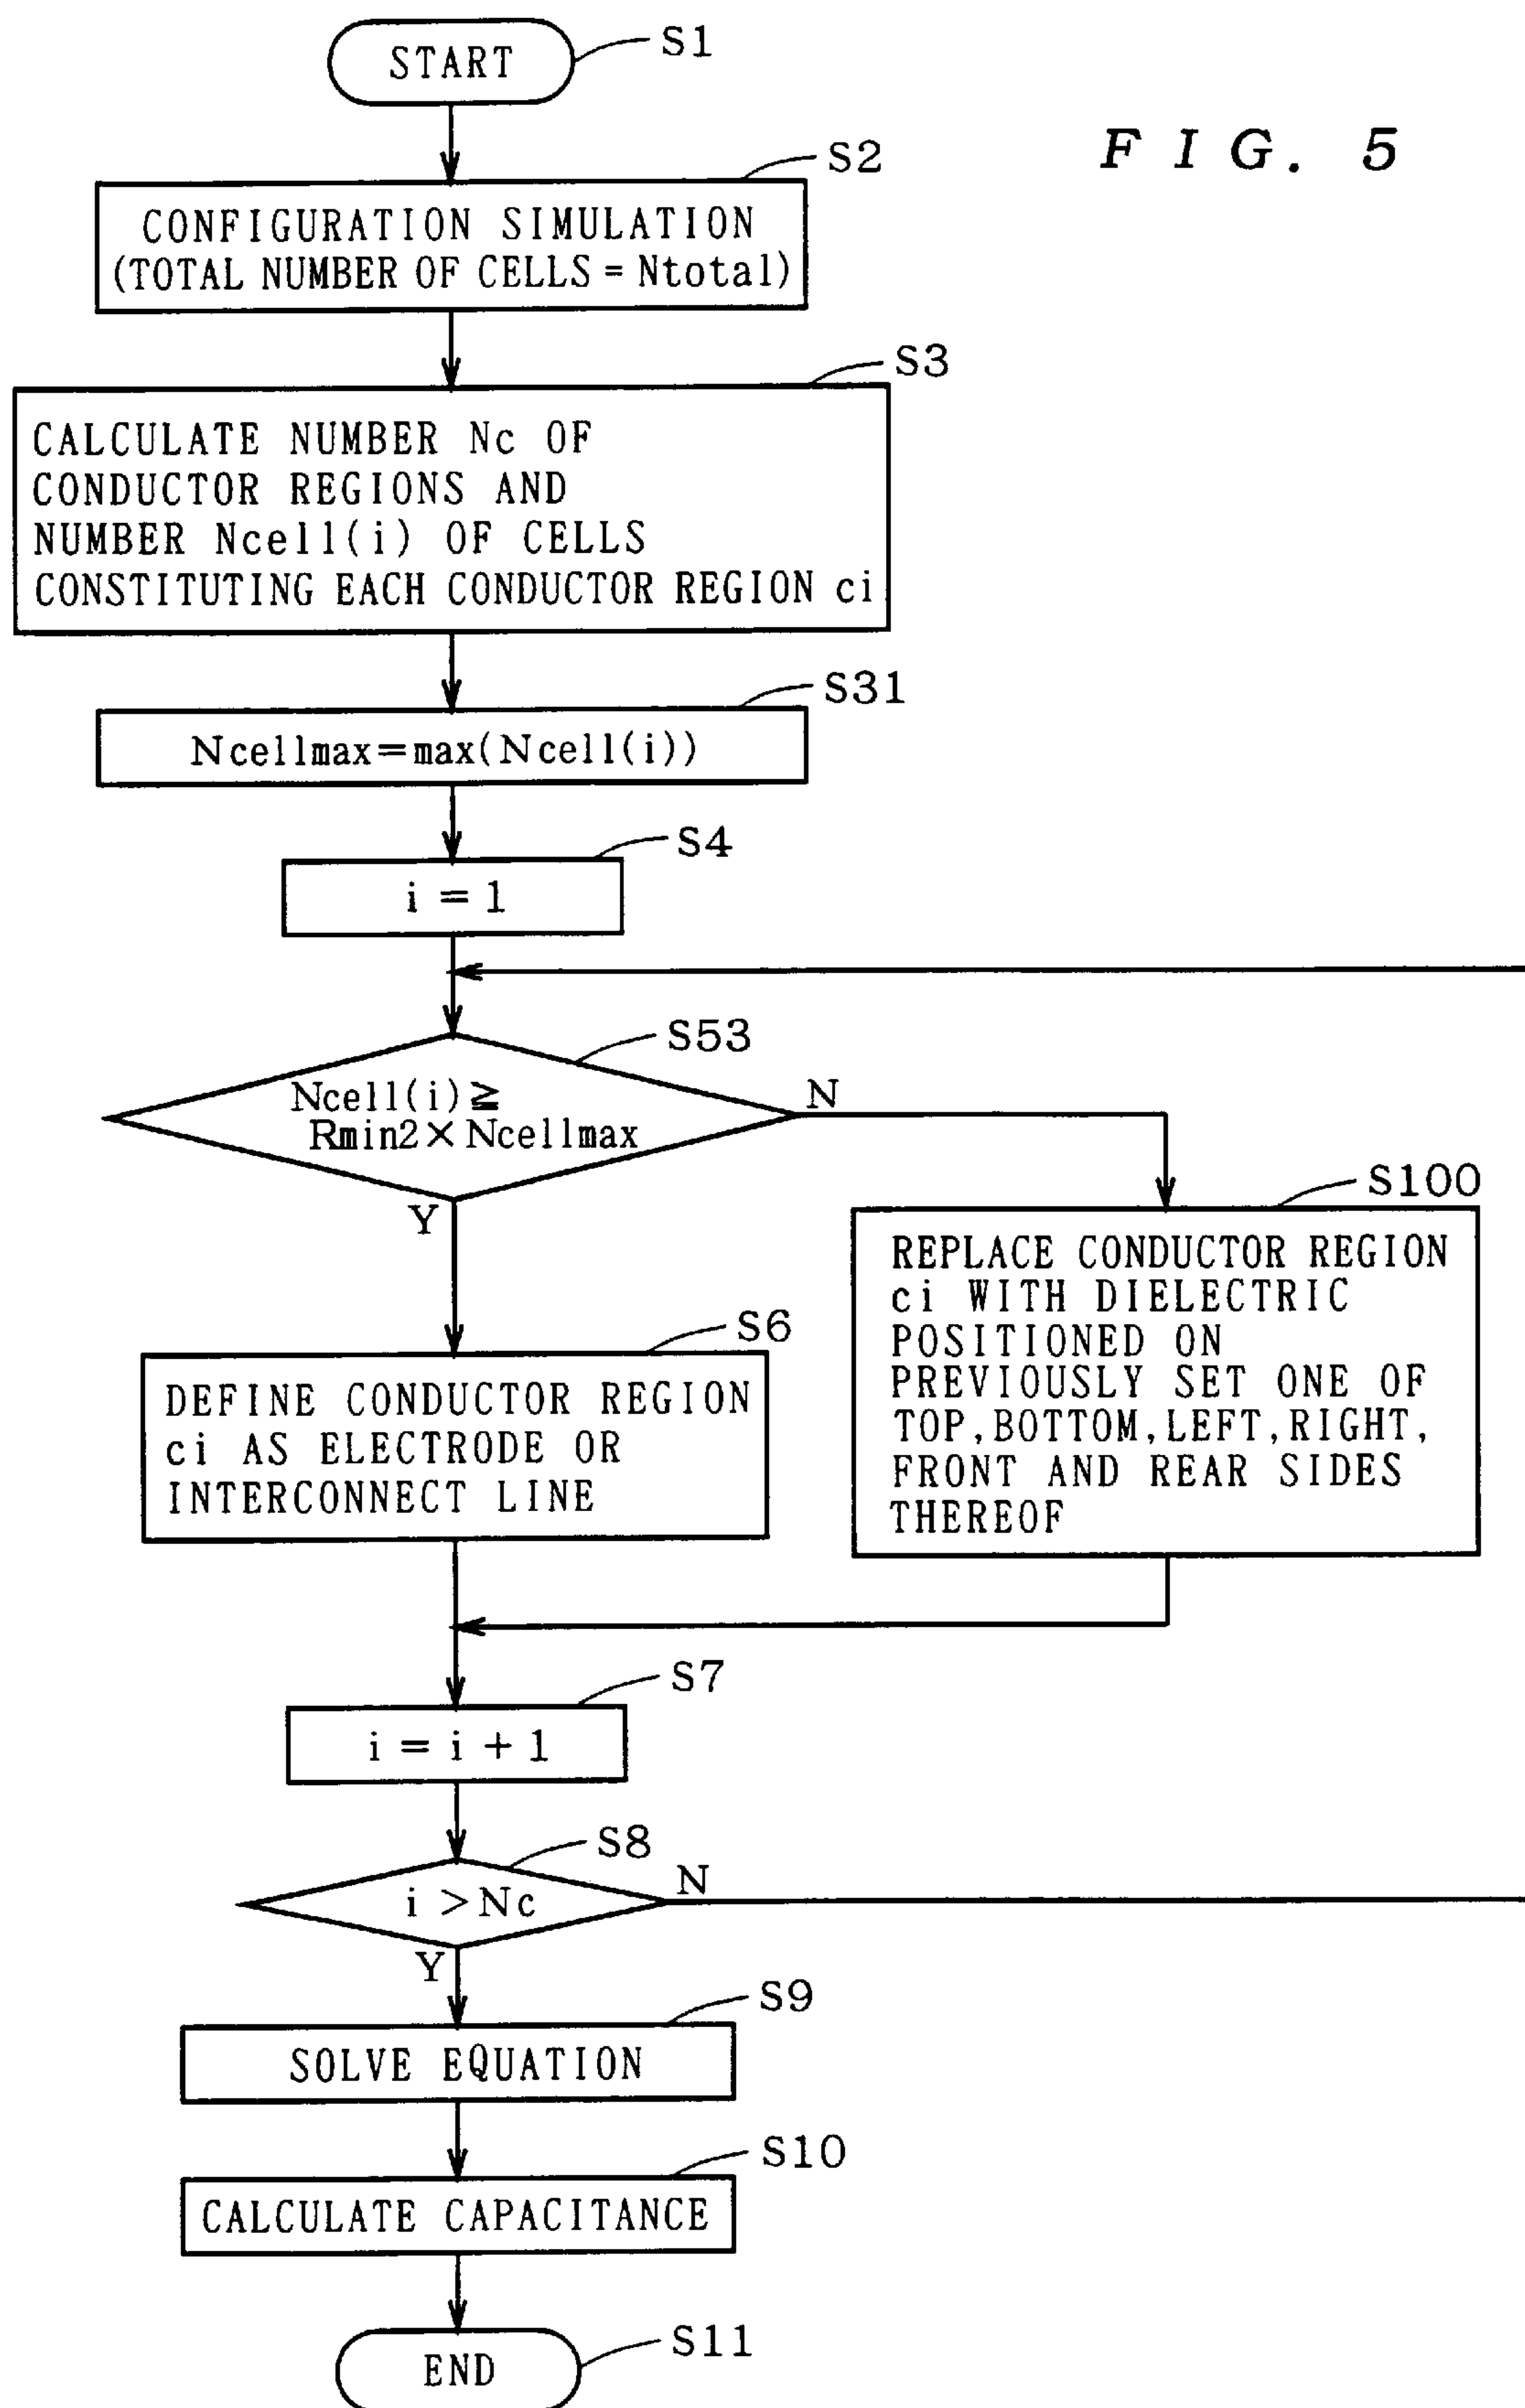 START
S1
F I G. 5
S2
CONFIGURATION SIMULATION
(TOTAL NUMBER OF CELLS = Ntotal)
S3
CALCULATE NUMBER Nc OF
CONDUCTOR REGIONS AND
NUMBER Ncell(i) OF CELLS
CONSTITUTING EACH CONDUCTOR REGION ci
S31
Ncellmax=max(Ncell(i))
S4
i = 1
S53
Ncell(i)≧
Rmin2×Ncellmax
N
Y
S100
REPLACE CONDUCTOR REGION
ci WITH DIELECTRIC
POSITIONED ON
PREVIOUSLY SET ONE OF
TOP,BOTTOM,LEFT,RIGHT,
FRONT AND REAR SIDES
THEREOF
S6
DEFINE CONDUCTOR REGION
ci AS ELECTRODE OR
INTERCONNECT LINE
S7
i = i + 1
S8
i > Nc
N
Y
S9
SOLVE EQUATION
S10
CALCULATE CAPACITANCE
S11
END